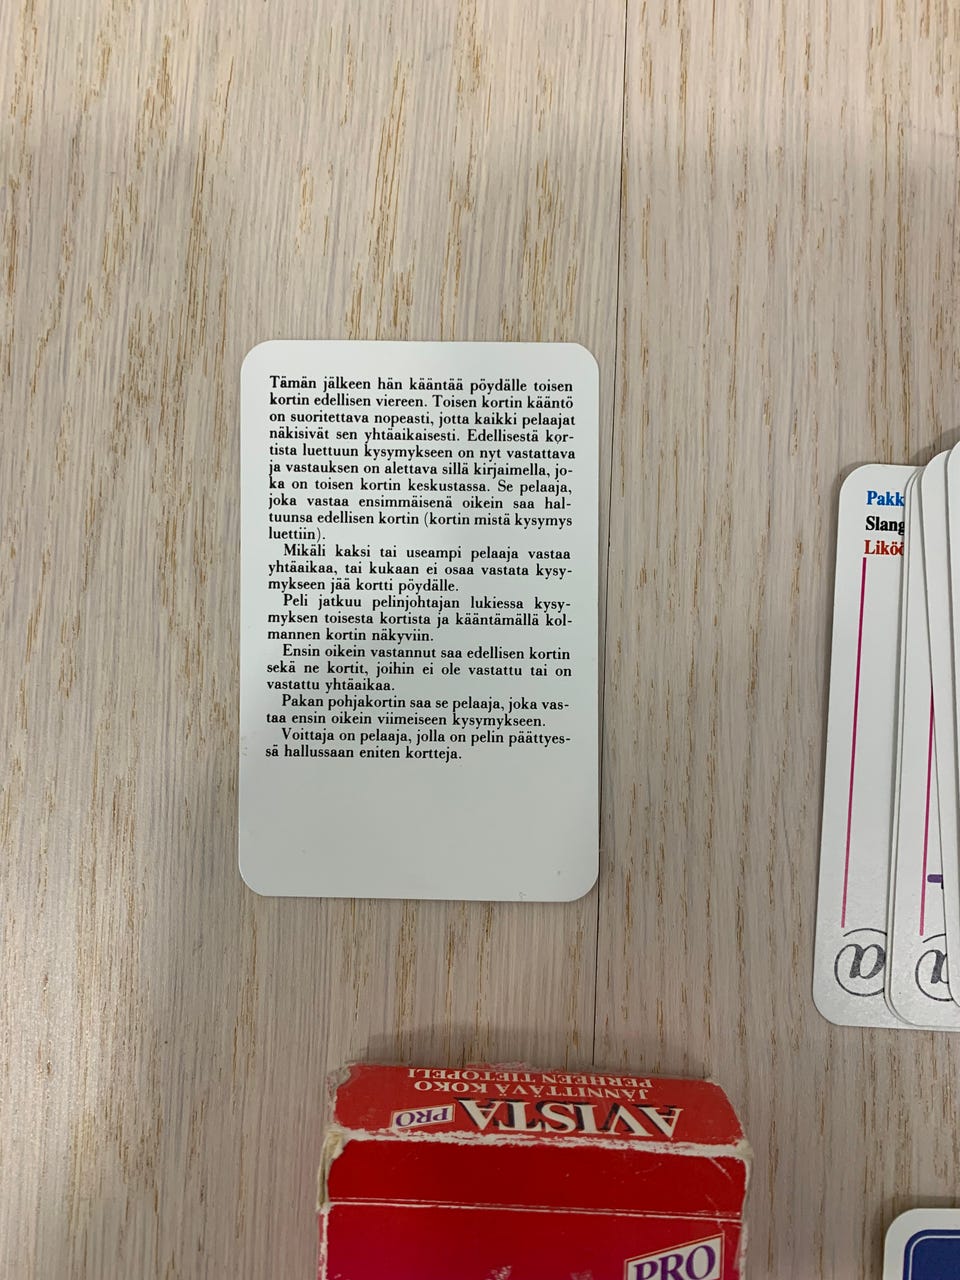 Tämän jälkeen hän kääntää pöydälle toisen
kortin edellisen viereen. Toisen kortin kääntö
on suoritettava nopeasti, jotta kaikki pelaajat
näkisivät sen yhtäaikaisesti. Edellisestä kor-
tista luettuun kysymykseen on nyt vastattava
ja vastauksen on alettava sillä kirjaimella, jo-
ka on toisen kortin keskustassa. Se pelaaja,
joka vastaa ensimmäisenä oikein saa hal-
tuunsa edellisen kortin (kortin mistä kysymys
luettiin).
Mikäli kaksi tai useampi pelaaja vastaa
yhtäaikaa, tai kukaan ei osaa vastata kysy-
mykseen jää kortti pöydälle.
Peli jatkuu pelinjohtajan lukiessa kysy-
myksen toisesta kortista ja kääntämällä kol-
mannen kortin näkyviin.
Ensin oikein vastannut saa edellisen kortin
sekä ne kortit, joihin ei ole vastattu tai on
vastattu yhtäaikaa.
Pakan pohjakortin saa se pelaaja, joka vas-
taa ensin oikein viimeiseen kysymykseen.
Voittaja on pelaaja, jolla on pelin päättyes-
sä hallussaan eniten kortteja.
Pakk
Slang
Likö
@
@
AVISTA PRO
JÄNNITTÄVÄ KOKO
PERHEEN TIETOPELI
PRO